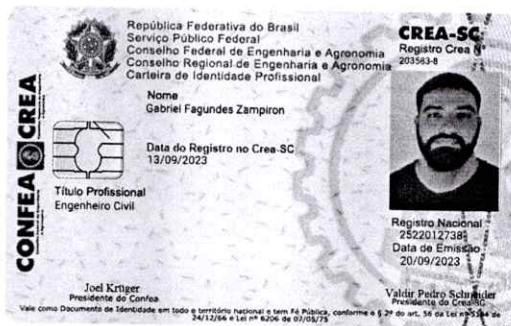 República Federativa do Brasil
Serviço Público Federal
Conselho Federal de Engenharia e Agronomia
Conselho Regional de Engenharia e Agronomia
Carteira de Identidade Profissional
CREA-SC
Registro Crea Nº
203563-8
CONFEA CREA
Nome
Gabriel Fagundes Zampiron
Data do Registro no Crea-SC
13/09/2023
Título Profissional
Engenheiro Civil
Registro Nacional
2522012738
Data de Emissão
20/09/2023
Joel Krüger
Presidente do Confea
Valdir Pedro Schneider
Presidente do Crea-SC
Vale como Documento de Identidade em todo o território nacional e tem Fé Pública, conforme o § 2º do art. 56 da Lei nº 5194 de
24/12/66 e Lei nº 6206 de 07/05/75